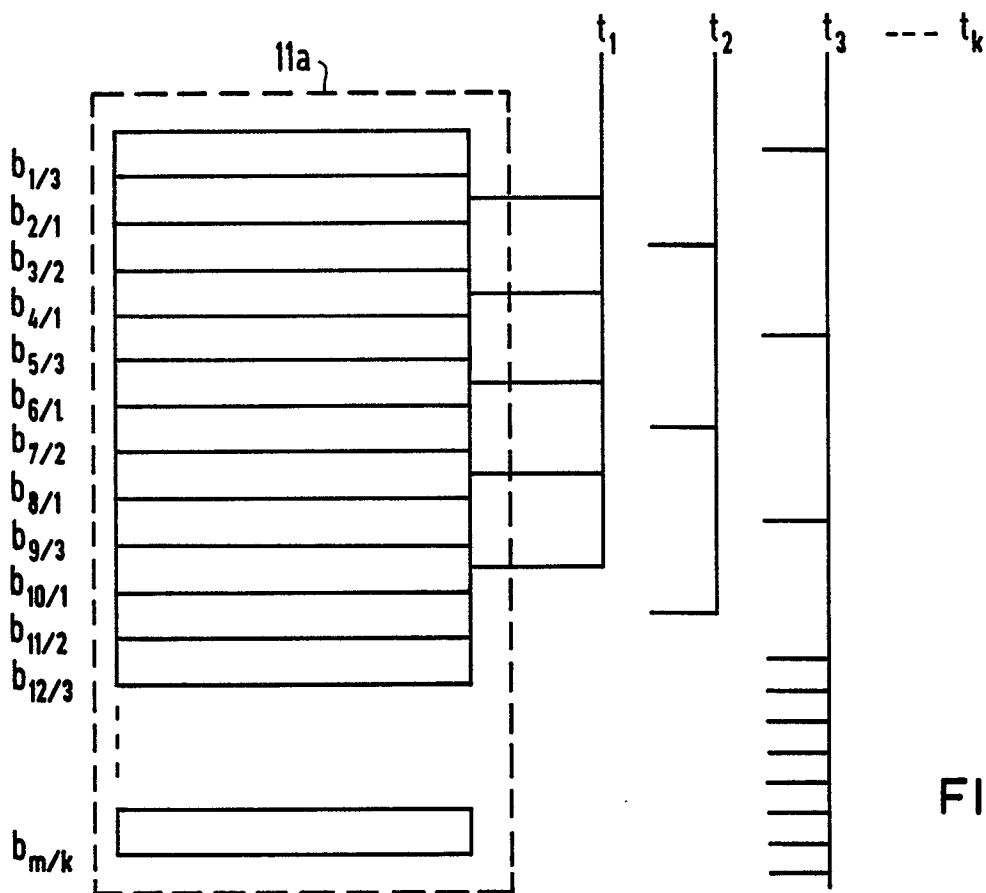 t1 t2 t3 --- tk
11a
b1/3
b2/1
b3/2
b4/1
b5/3
b6/1
b7/2
b8/1
b9/3
b10/1
b11/2
b12/3
bm/k
FI